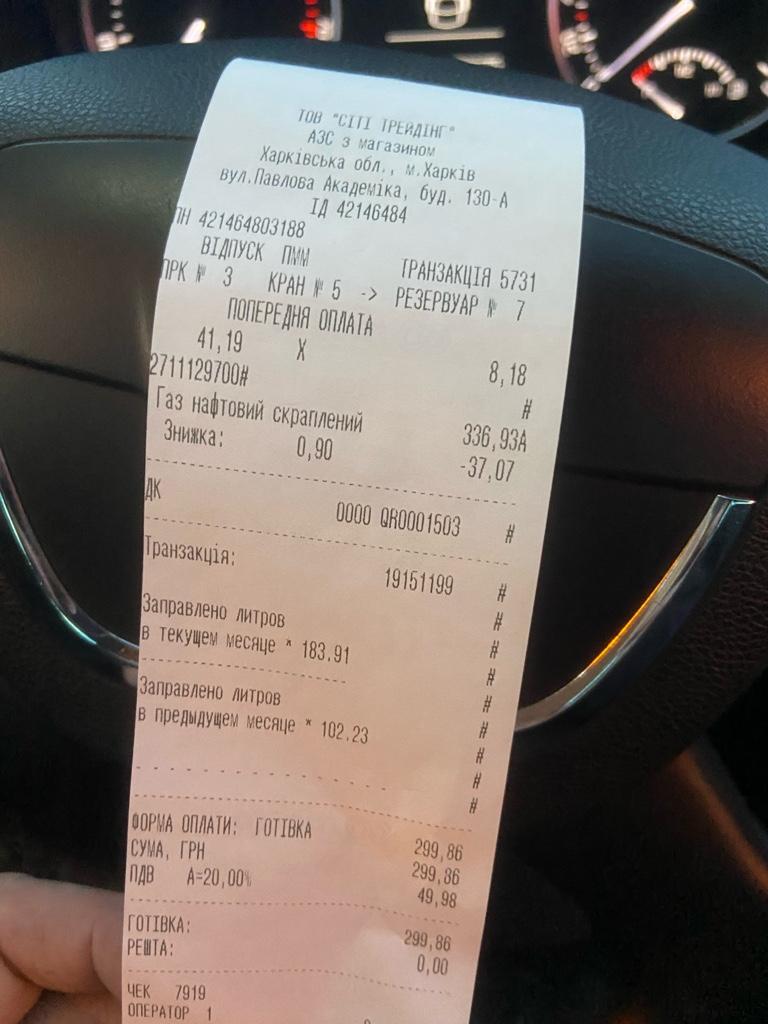 ТОВ "СІТІ ТРЕЙДІНГ"
АЗС з магазином
Харківська обл., м.Харків
вул.Павлова Академіка, буд. 130-А
ІД 42146484
ПН 421464803188
ВІДПУСК ПММ ТРАНЗАКЦІЯ 5731
ПРК № 3 КРАН № 5 -> РЕЗЕРВУАР № 7
ПОПЕРЕДНЯ ОПЛАТА
41,19 X 8,18
2711129700# #
Газ нафтовий скраплений 336,93А
Знижка: 0,90 -37,07
ДК 0000 QR0001503 #
Транзакція: 19151199 #
#
Заправлено литров #
в текущем месяце * 183.91 #
#
Заправлено литров #
в предыдущем месяце * 102.23 #
#
#
ФОРМА ОПЛАТИ: ГОТІВКА 299,86
СУМА, ГРН 299,86
ПДВ А=20,00% 49,98
ГОТІВКА: 299,86
РЕШТА: 0,00
ЧЕК 7919
ОПЕРАТОР 1